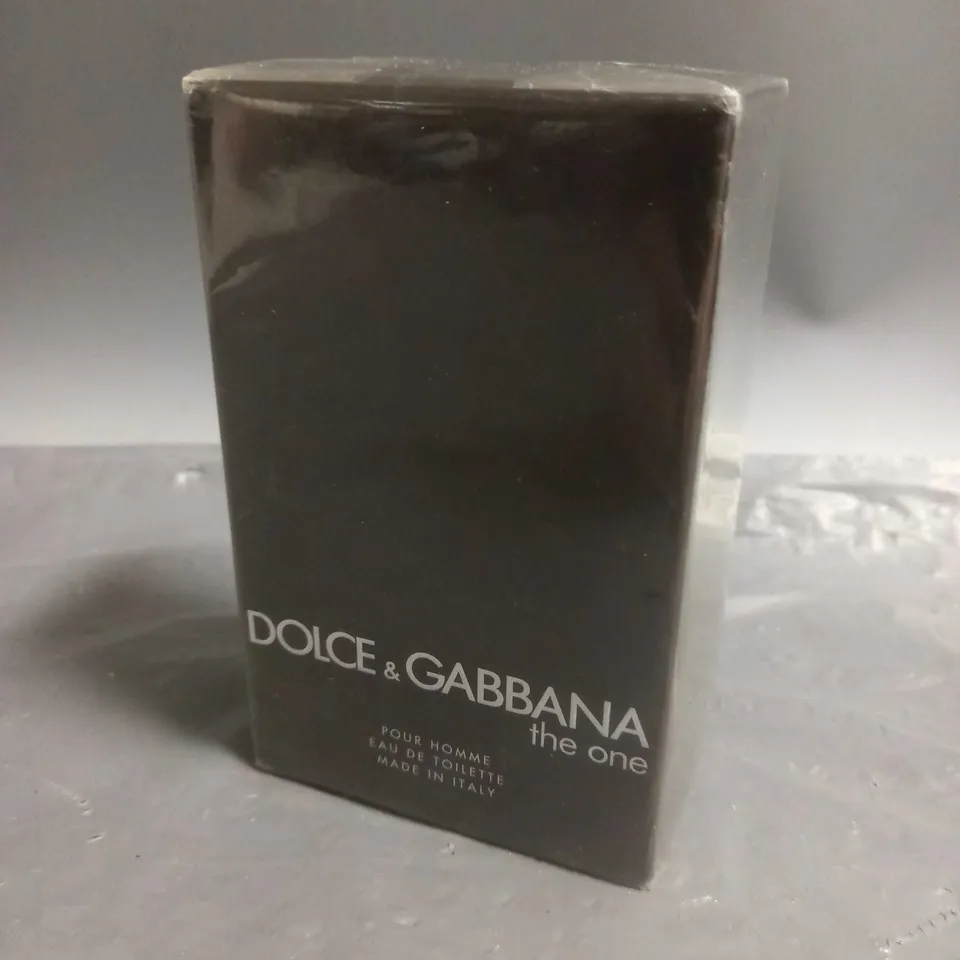 DOLCE & GABBANA
the one
POUR HOMME
EAU DE TOILETTE
MADE IN ITALY